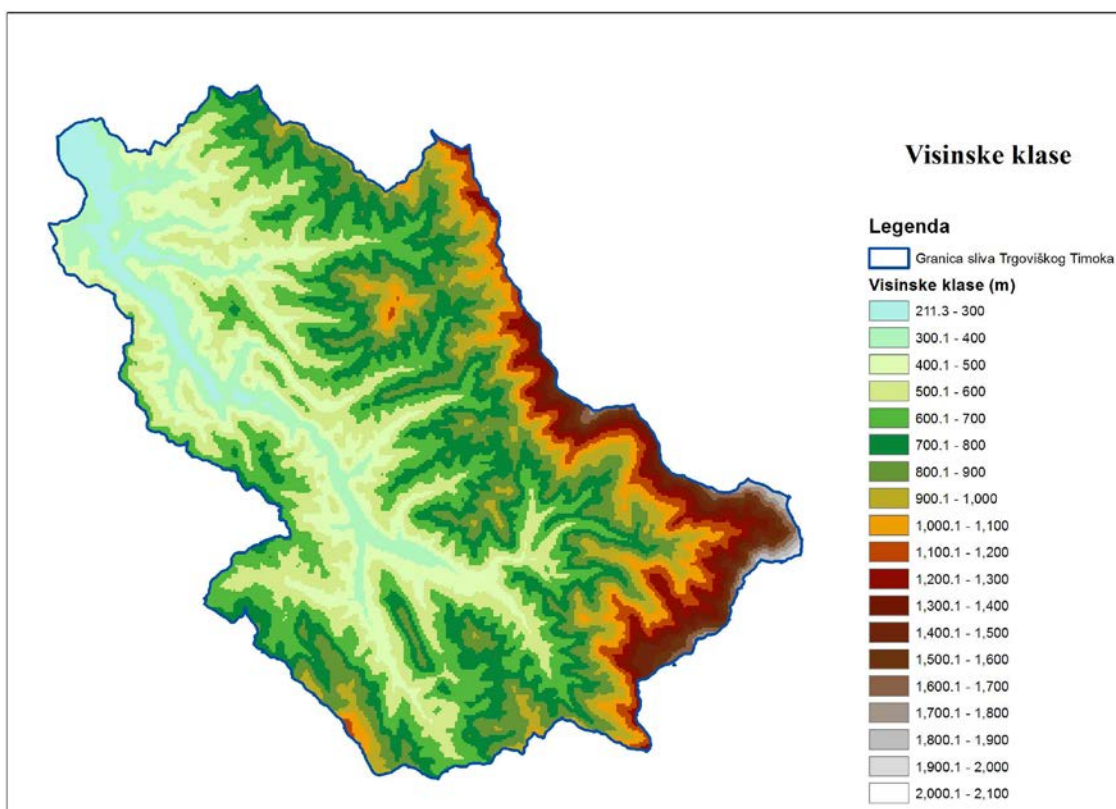 Visinske klase
Legenda
Granica sliva Trgoviškog Timoka
Visinske klase (m)
211.3 - 300
300.1 - 400
400.1 - 500
500.1 - 600
600.1 - 700
700.1 - 800
800.1 - 900
900.1 - 1,000
1,000.1 - 1,100
1,100.1 - 1,200
1,200.1 - 1,300
1,300.1 - 1,400
1,400.1 - 1,500
1,500.1 - 1,600
1,600.1 - 1,700
1,700.1 - 1,800
1,800.1 - 1,900
1,900.1 - 2,000
2,000.1 - 2,100